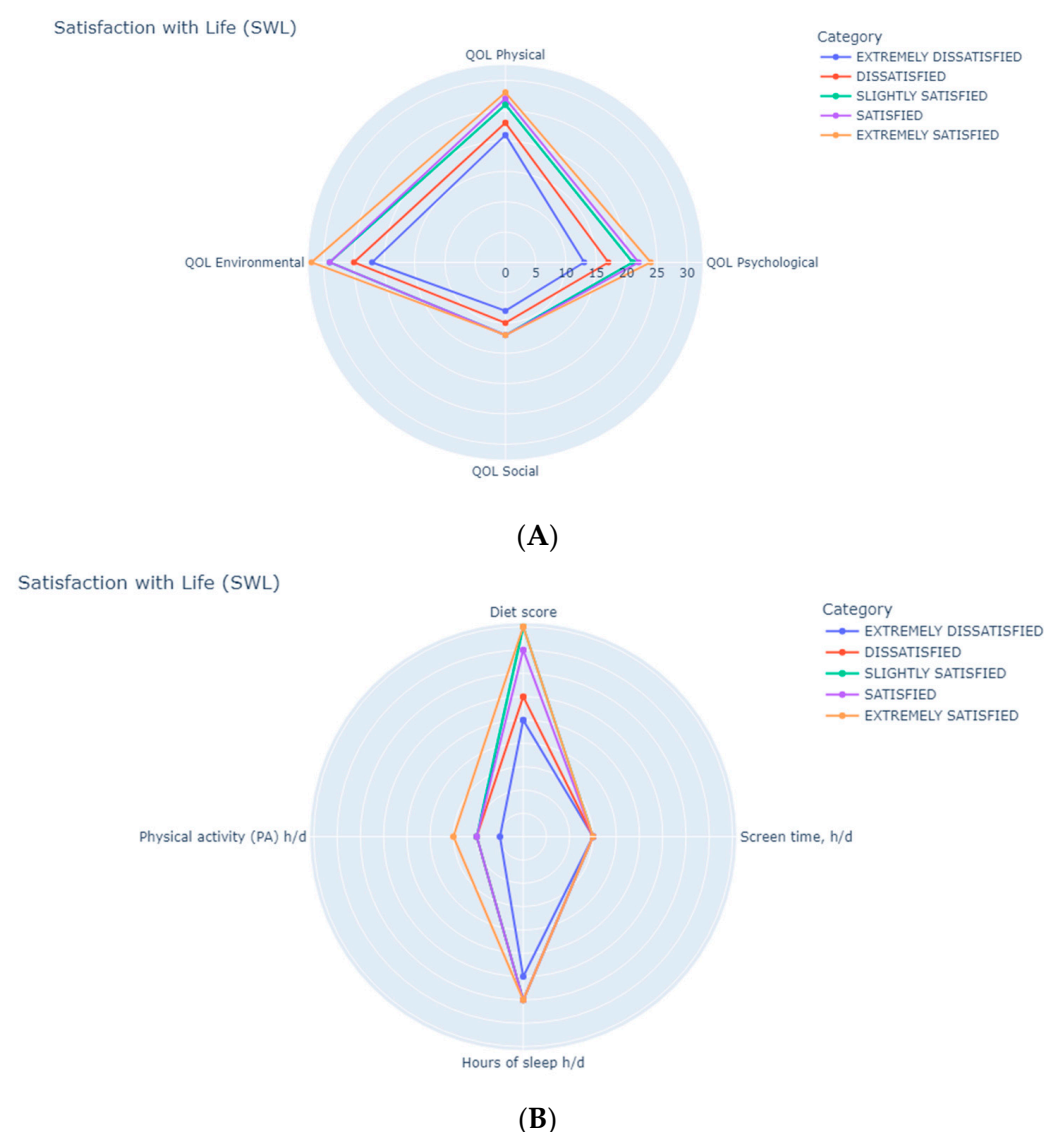 Satisfaction with Life (SWL)
Category
EXTREMELY DISSATISFIED
DISSATISFIED
SLIGHTLY SATISFIED
SATISFIED
EXTREMELY SATISFIED
QOL Physical
QOL Environmental
0 5 10 15 20 25 30
QOL Psychological
QOL Social
(A)
Satisfaction with Life (SWL)
Category
EXTREMELY DISSATISFIED
DISSATISFIED
SLIGHTLY SATISFIED
SATISFIED
EXTREMELY SATISFIED
Diet score
Physical activity (PA) h/d
Screen time, h/d
Hours of sleep h/d
(B)